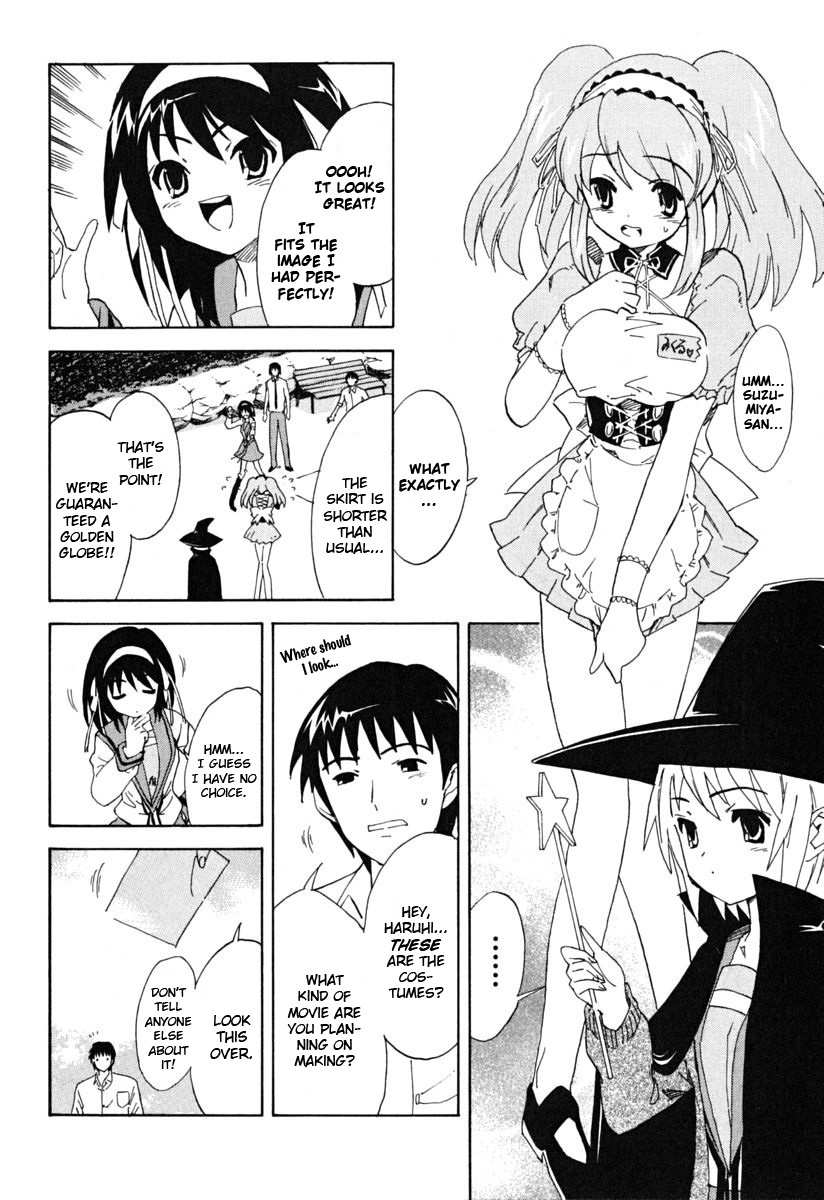 UMM...
SUZU-
MIYA-
SAN...
みくる
OOOH!
IT LOOKS
GREAT!
IT
FITS THE
IMAGE I
HAD PER-
FECTLY!
WHAT
EXACTLY
...
THE
SKIRT IS
SHORTER
THAN
USUAL...
THAT'S
THE
POINT!
WE'RE
GUARAN-
TEED A
GOLDEN
GLOBE!!
......
Where should
I look...
HEY,
HARUHI...
THESE
ARE THE
COS-
TUMES?
WHAT
KIND OF
MOVIE ARE
YOU PLAN-
NING ON
MAKING?
HMM...
I GUESS
I HAVE NO
CHOICE.
LOOK
THIS
OVER.
DON'T
TELL
ANYONE
ELSE
ABOUT
IT!